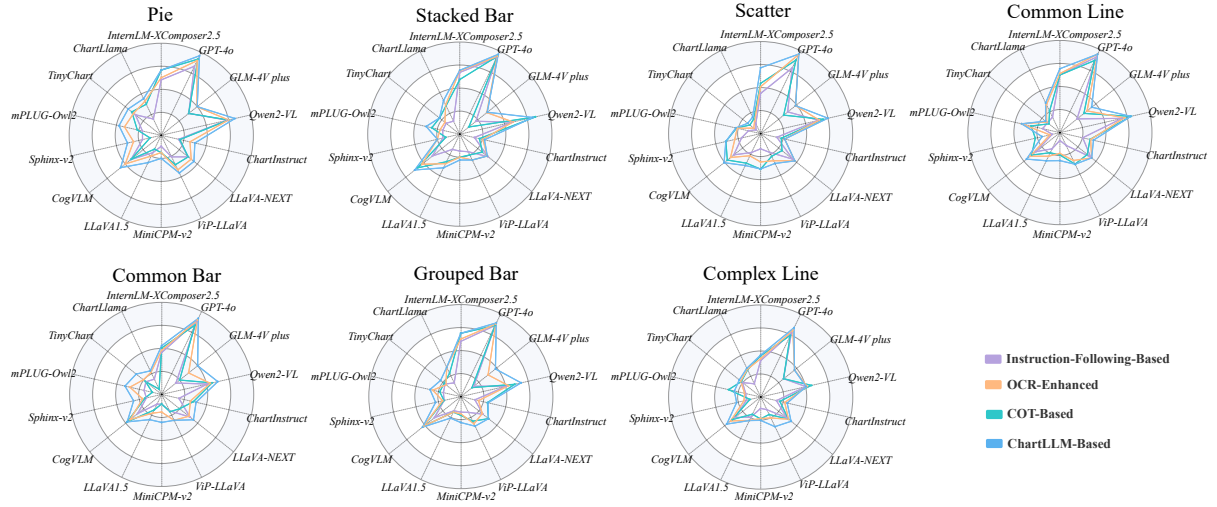 Pie
InternLM-XComposer2.5
GPT-4o
GLM-4V plus
Qwen2-VL
ChartInstruct
LLaVA-NEXT
ViP-LLaVA
MiniCPM-v2
LLaVA1.5
CogVLM
Sphinx-v2
mPLUG-Owl2
TinyChart
ChartLlama
Stacked Bar
InternLM-XComposer2.5
GPT-4o
GLM-4V plus
Qwen2-VL
ChartInstruct
LLaVA-NEXT
ViP-LLaVA
MiniCPM-v2
LLaVA1.5
CogVLM
Sphinx-v2
mPLUG-Owl2
TinyChart
ChartLlama
Scatter
InternLM-XComposer2.5
GPT-4o
GLM-4V plus
Qwen2-VL
ChartInstruct
LLaVA-NEXT
ViP-LLaVA
MiniCPM-v2
LLaVA1.5
CogVLM
Sphinx-v2
mPLUG-Owl2
TinyChart
ChartLlama
Common Line
InternLM-XComposer2.5
GPT-4o
GLM-4V plus
Qwen2-VL
ChartInstruct
LLaVA-NEXT
ViP-LLaVA
MiniCPM-v2
LLaVA1.5
CogVLM
Sphinx-v2
mPLUG-Owl2
TinyChart
ChartLlama
Common Bar
InternLM-XComposer2.5
GPT-4o
GLM-4V plus
Qwen2-VL
ChartInstruct
LLaVA-NEXT
ViP-LLaVA
MiniCPM-v2
LLaVA1.5
CogVLM
Sphinx-v2
mPLUG-Owl2
TinyChart
ChartLlama
Grouped Bar
InternLM-XComposer2.5
GPT-4o
GLM-4V plus
Qwen2-VL
ChartInstruct
LLaVA-NEXT
ViP-LLaVA
MiniCPM-v2
LLaVA1.5
CogVLM
Sphinx-v2
mPLUG-Owl2
TinyChart
ChartLlama
Complex Line
InternLM-XComposer2.5
GPT-4o
GLM-4V plus
Qwen2-VL
ChartInstruct
LLaVA-NEXT
ViP-LLaVA
MiniCPM-v2
LLaVA1.5
CogVLM
Sphinx-v2
mPLUG-Owl2
TinyChart
ChartLlama
Instruction-Following-Based
OCR-Enhanced
COT-Based
ChartLLM-Based